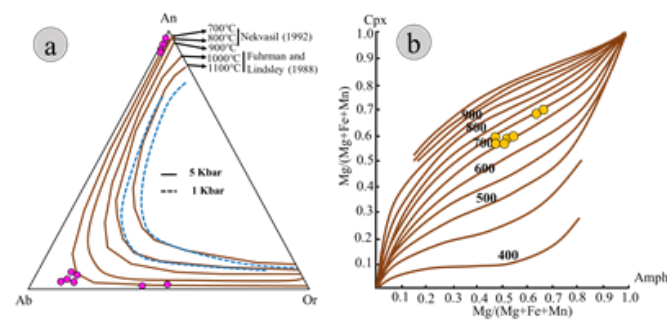 a
An
700℃
800℃ Nekvasil (1992)
900℃
1000℃ Fuhrman and
1100℃ Lindsley (1988)
5 Kbar
1 Kbar
Ab
Or
b
Cpx
1.0
0.9
0.8
0.7
0.6
0.5
0.4
0.3
0.2
0.1
Mg/(Mg+Fe+Mn)
900
800
700
600
500
400
Amph
0.1 0.2 0.3 0.4 0.5 0.6 0.7 0.8 0.9 1.0
Mg/(Mg+Fe+Mn)